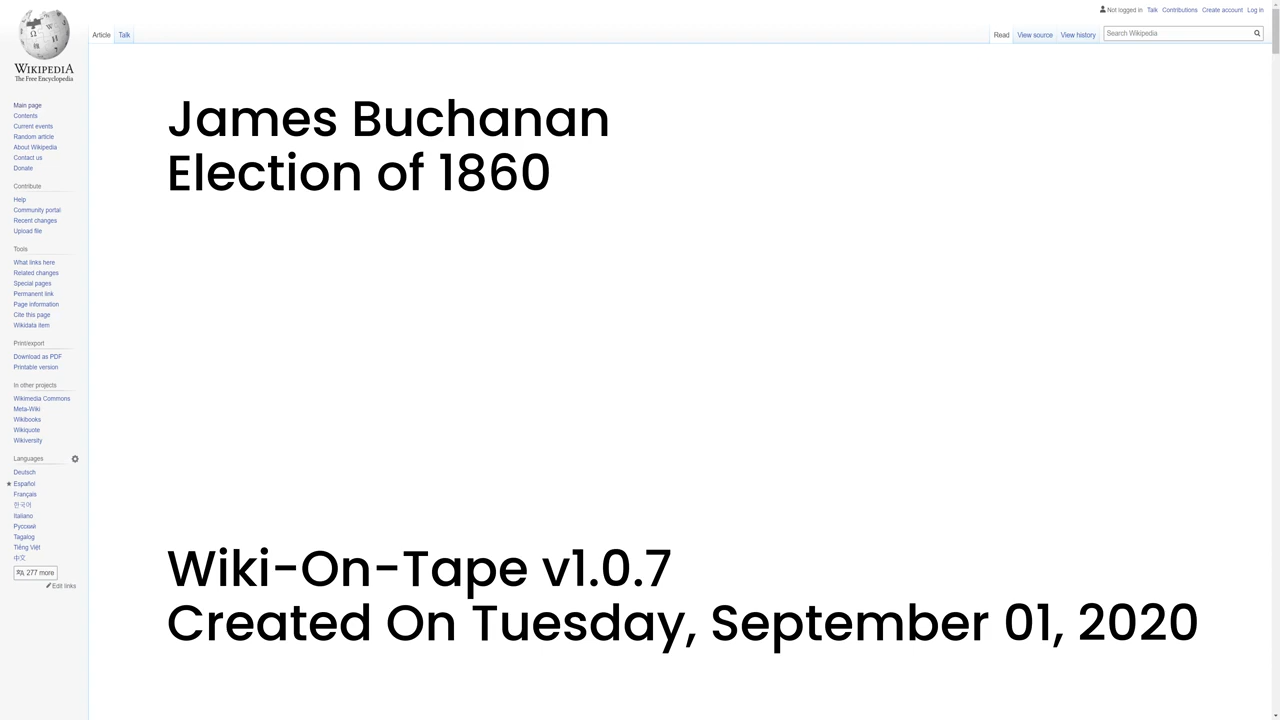 Not logged in Talk Contributions Create account Log in
Article Talk Read View source View history Search Wikipedia
WIKIPEDIA
The Free Encyclopedia
Main page
Contents
Current events
Random article
About Wikipedia
Contact us
Donate
Contribute
Help
Community portal
Recent changes
Upload file
Tools
What links here
Related changes
Special pages
Permanent link
Page information
Cite this page
Wikidata item
Print/export
Download as PDF
Printable version
In other projects
Wikimedia Commons
Meta-Wiki
Wikibooks
Wikiquote
Wikiversity
Languages
Deutsch
Español
Français
한국어
Italiano
Русский
Tagalog
Tiếng Việt
中文
277 more
Edit links
James Buchanan
Election of 1860
Wiki-On-Tape v1.0.7
Created On Tuesday, September 01, 2020